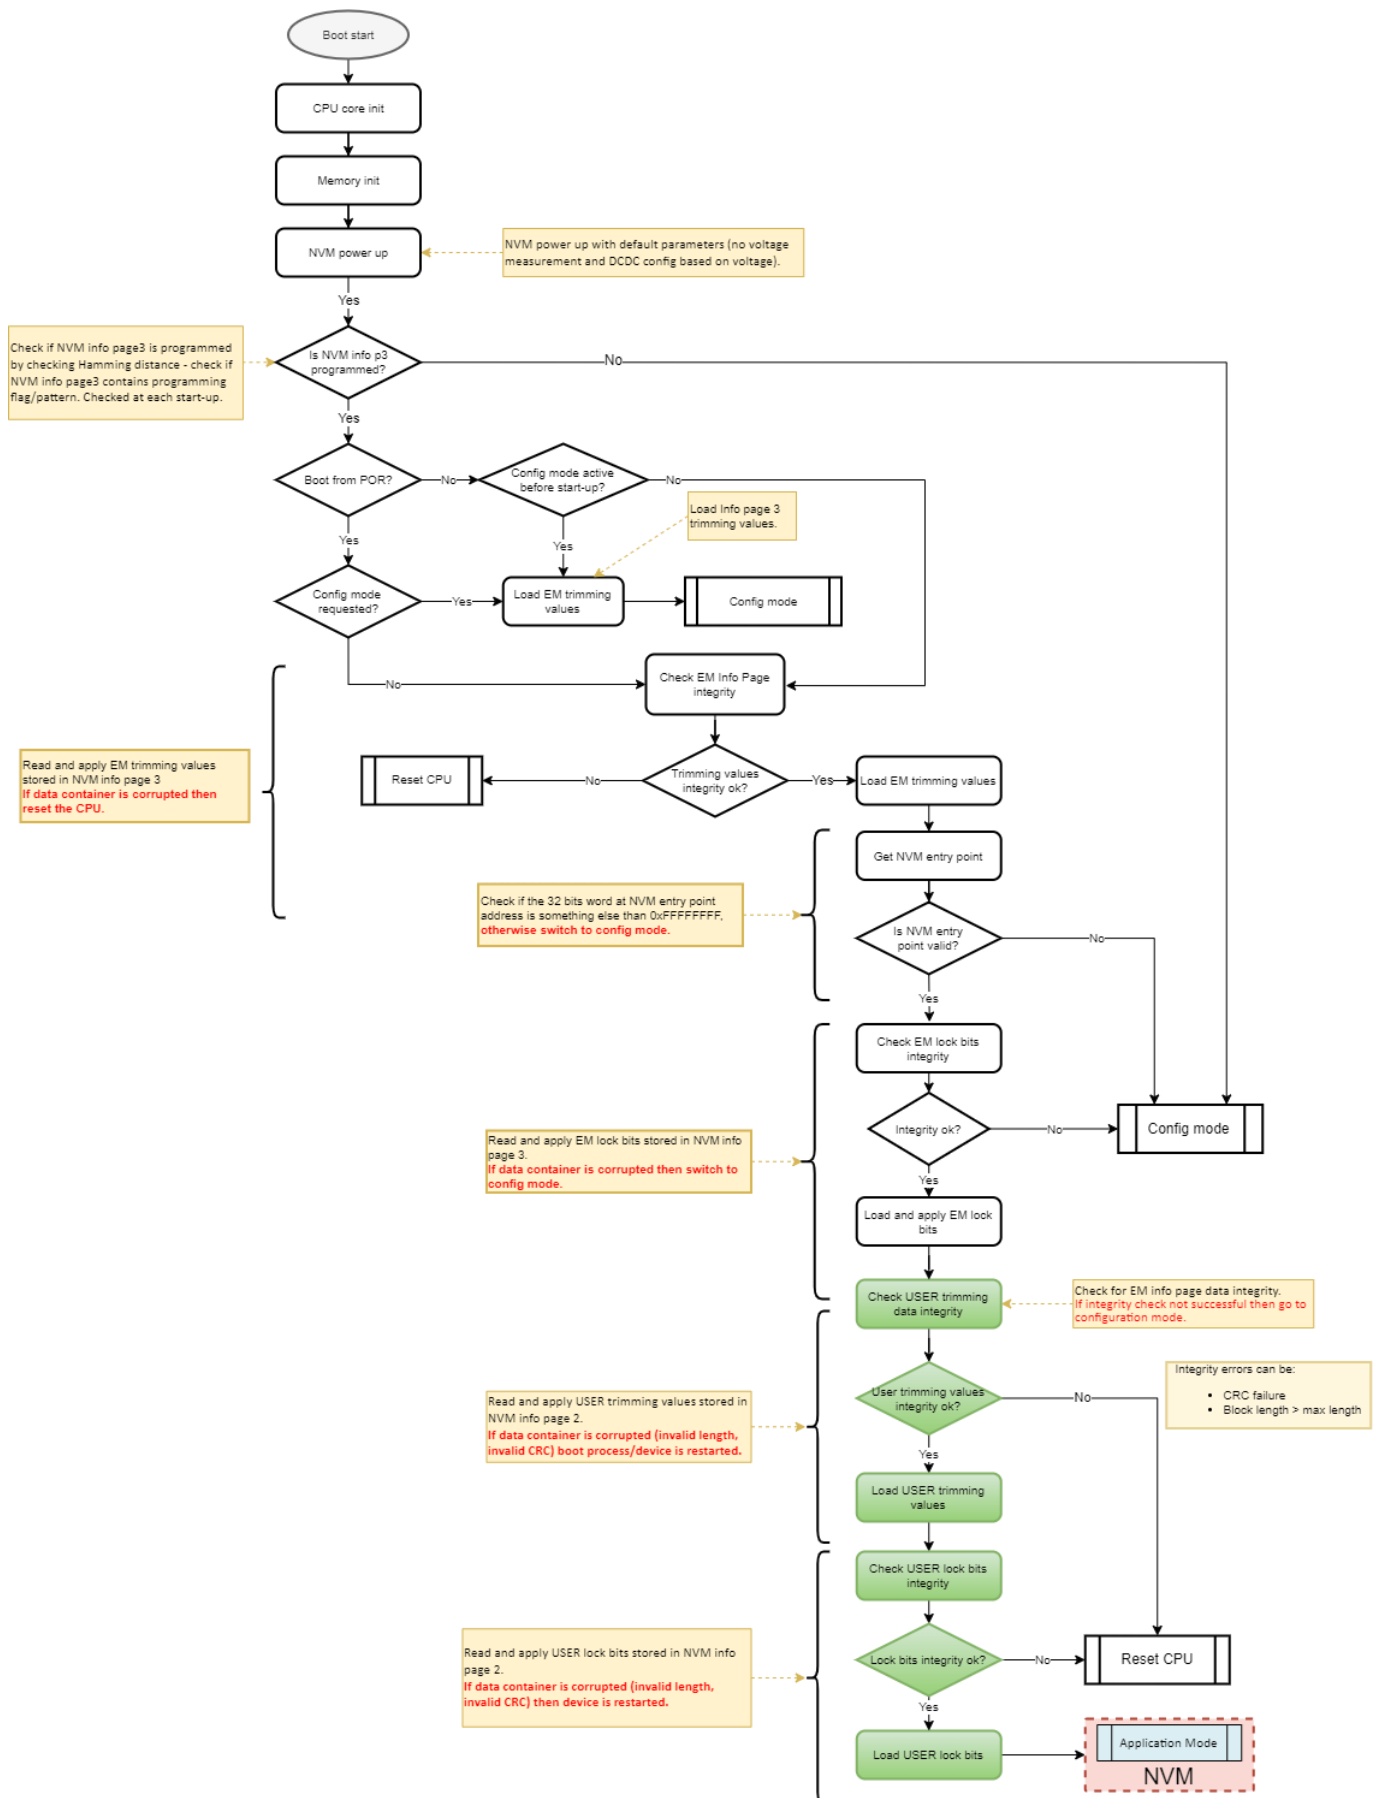 Boot start
CPU core init
Memory init
NVM power up
NVM power up with default parameters (no voltage
measurement and DCDC config based on voltage).
Yes
Check if NVM info page3 is programmed
by checking Hamming distance - check if
NVM info page3 contains programming
flag/pattern. Checked at each start-up.
Is NVM info p3
programmed?
No
Yes
Boot from POR?
No
Config mode active
before start-up?
No
Load Info page 3
trimming values.
Yes
Yes
Config mode
requested?
Yes
Load EM trimming
values
Config mode
No
Check EM Info Page
integrity
Read and apply EM trimming values
stored in NVM info page 3
If data container is corrupted then
reset the CPU.
Reset CPU
No
Trimming values
integrity ok?
Yes
Load EM trimming values
Get NVM entry point
Check if the 32 bits word at NVM entry point
address is something else than 0xFFFFFFFF,
otherwise switch to config mode.
Is NVM entry
point valid?
No
Yes
Check EM lock bits
integrity
Read and apply EM lock bits stored in NVM info
page 3.
If data container is corrupted then switch to
config mode.
Integrity ok?
No
Config mode
Yes
Load and apply EM lock
bits
Check USER trimming
data integrity
Check for EM info page data integrity.
If integrity check not successful then go to
configuration mode.
Integrity errors can be:
▪ CRC failure
▪ Block length > max length
Read and apply USER trimming values stored in
NVM info page 2.
If data container is corrupted (invalid length,
invalid CRC) boot process/device is restarted.
User trimming values
integrity ok?
No
Yes
Load USER trimming
values
Check USER lock bits
integrity
Read and apply USER lock bits stored in NVM info
page 2.
If data container is corrupted (invalid length,
invalid CRC) then device is restarted.
Lock bits integrity ok?
No
Reset CPU
Yes
Load USER lock bits
Application Mode
NVM